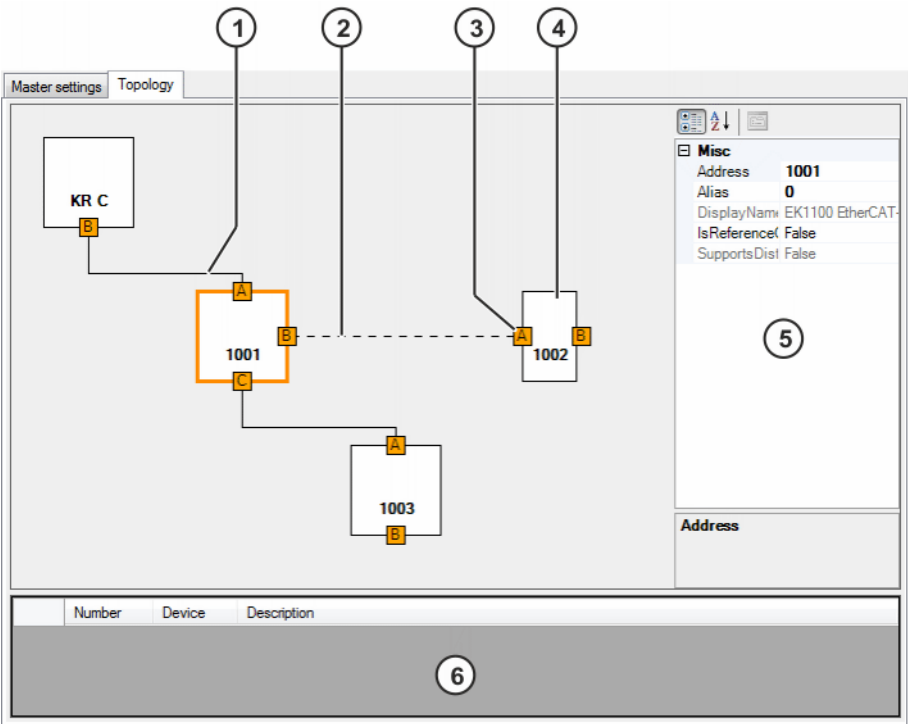 1 2 3 4
Master settings Topology
KR C
B
A
B
1001
C
A
1002
B
A
1003
B
Misc
Address 1001
Alias 0
DisplayName EK1100 EtherCAT-
IsReferenceC False
SupportsDist False
5
Address
Number Device Description
6